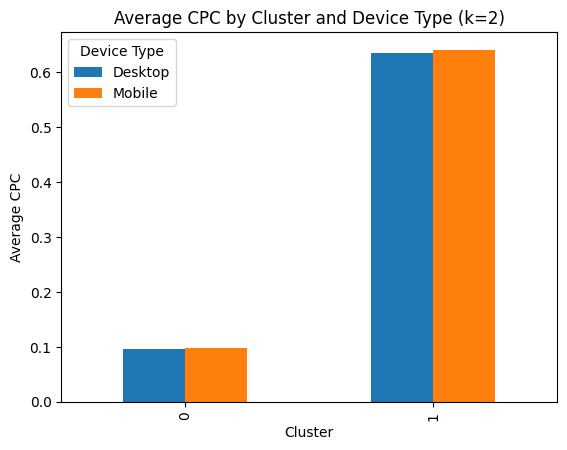 Average CPC by Cluster and Device Type (k=2)
Device Type
Desktop
Mobile
0.6
0.5
0.4
0.3
0.2
0.1
0.0
Average CPC
0
1
Cluster